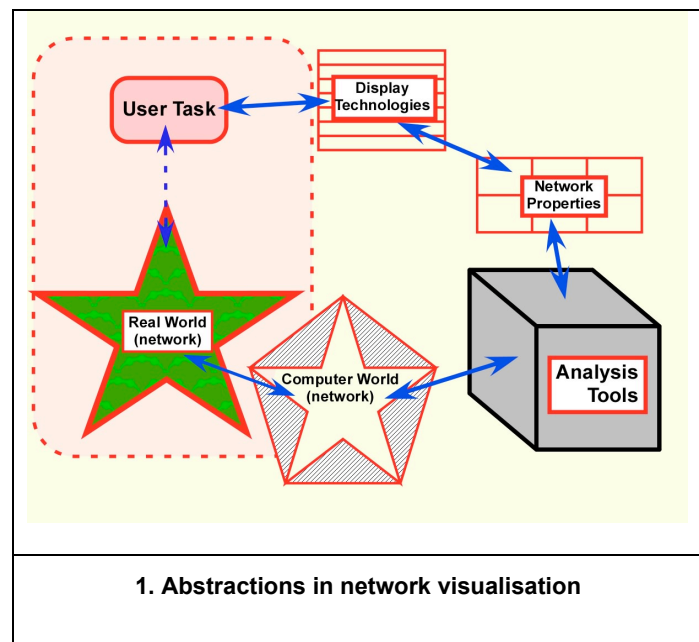 User Task
Display
Technologies
Network
Properties
Real World
(network)
Computer World
(network)
Analysis
Tools
1. Abstractions in network visualisation